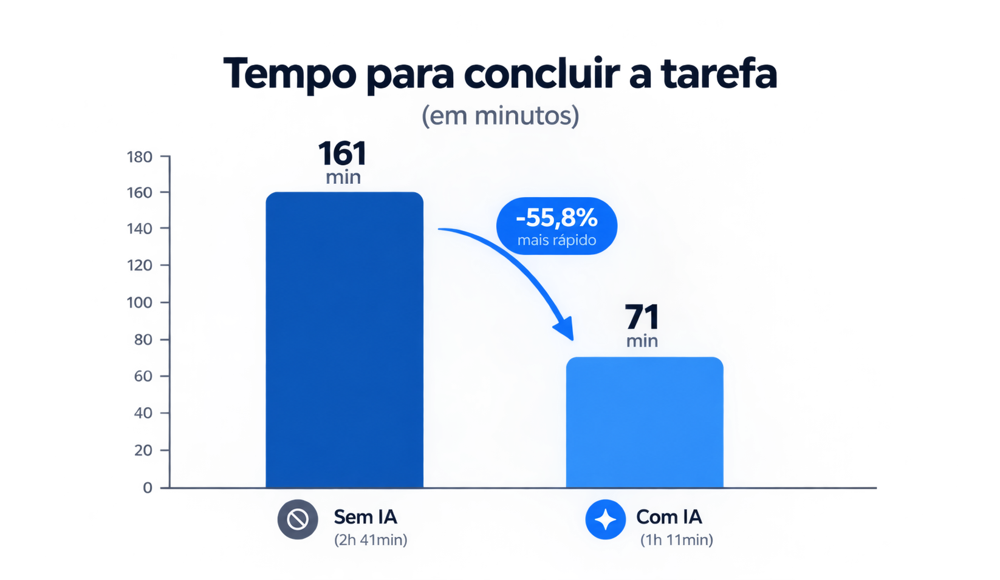 Tempo para concluir a tarefa
(em minutos)
180
160
140
120
100
80
60
40
20
0
161
min
-55,8%
mais rápido
71
min
Sem IA
(2h 41min)
Com IA
(1h 11min)